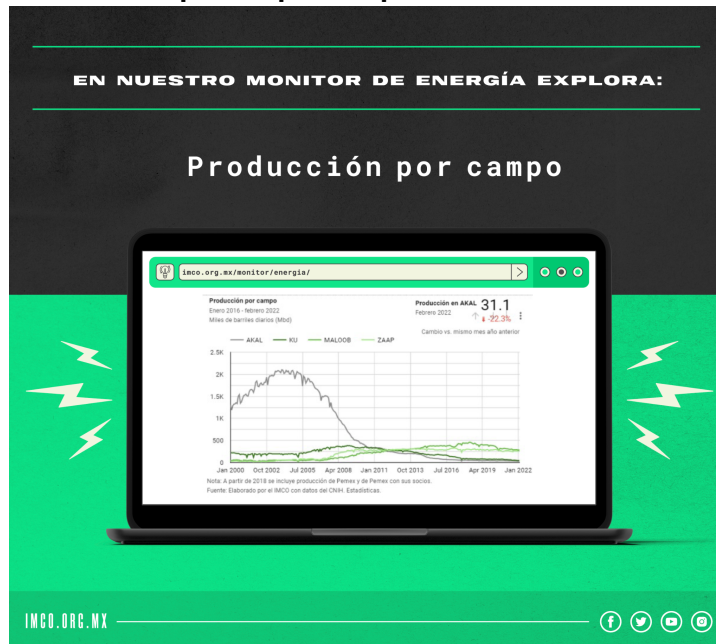 EN NUESTRO MONITOR DE ENERGÍA EXPLORA:
Producción por campo
imco.org.mx/monitor/energia/
Producción por campo
Enero 2016 - febrero 2022
Miles de barriles diarios (Mbd)
Producción en AKAL 31.1
Febrero 2022
-22.3%
Cambio vs. mismo mes año anterior
AKAL KU MALOOB ZAAP
2.5K
2K
1.5K
1K
500
0
Jan 2000 Oct 2002 Jul 2005 Apr 2008 Jan 2011 Oct 2013 Jul 2016 Apr 2019 Jan 2022
Nota: A partir de 2018 se incluye producción de Pemex y de Pemex con sus socios.
Fuente: Elaborado por el IMCO con datos del CNIH. Estadísticas.
IMCO.ORG.MX